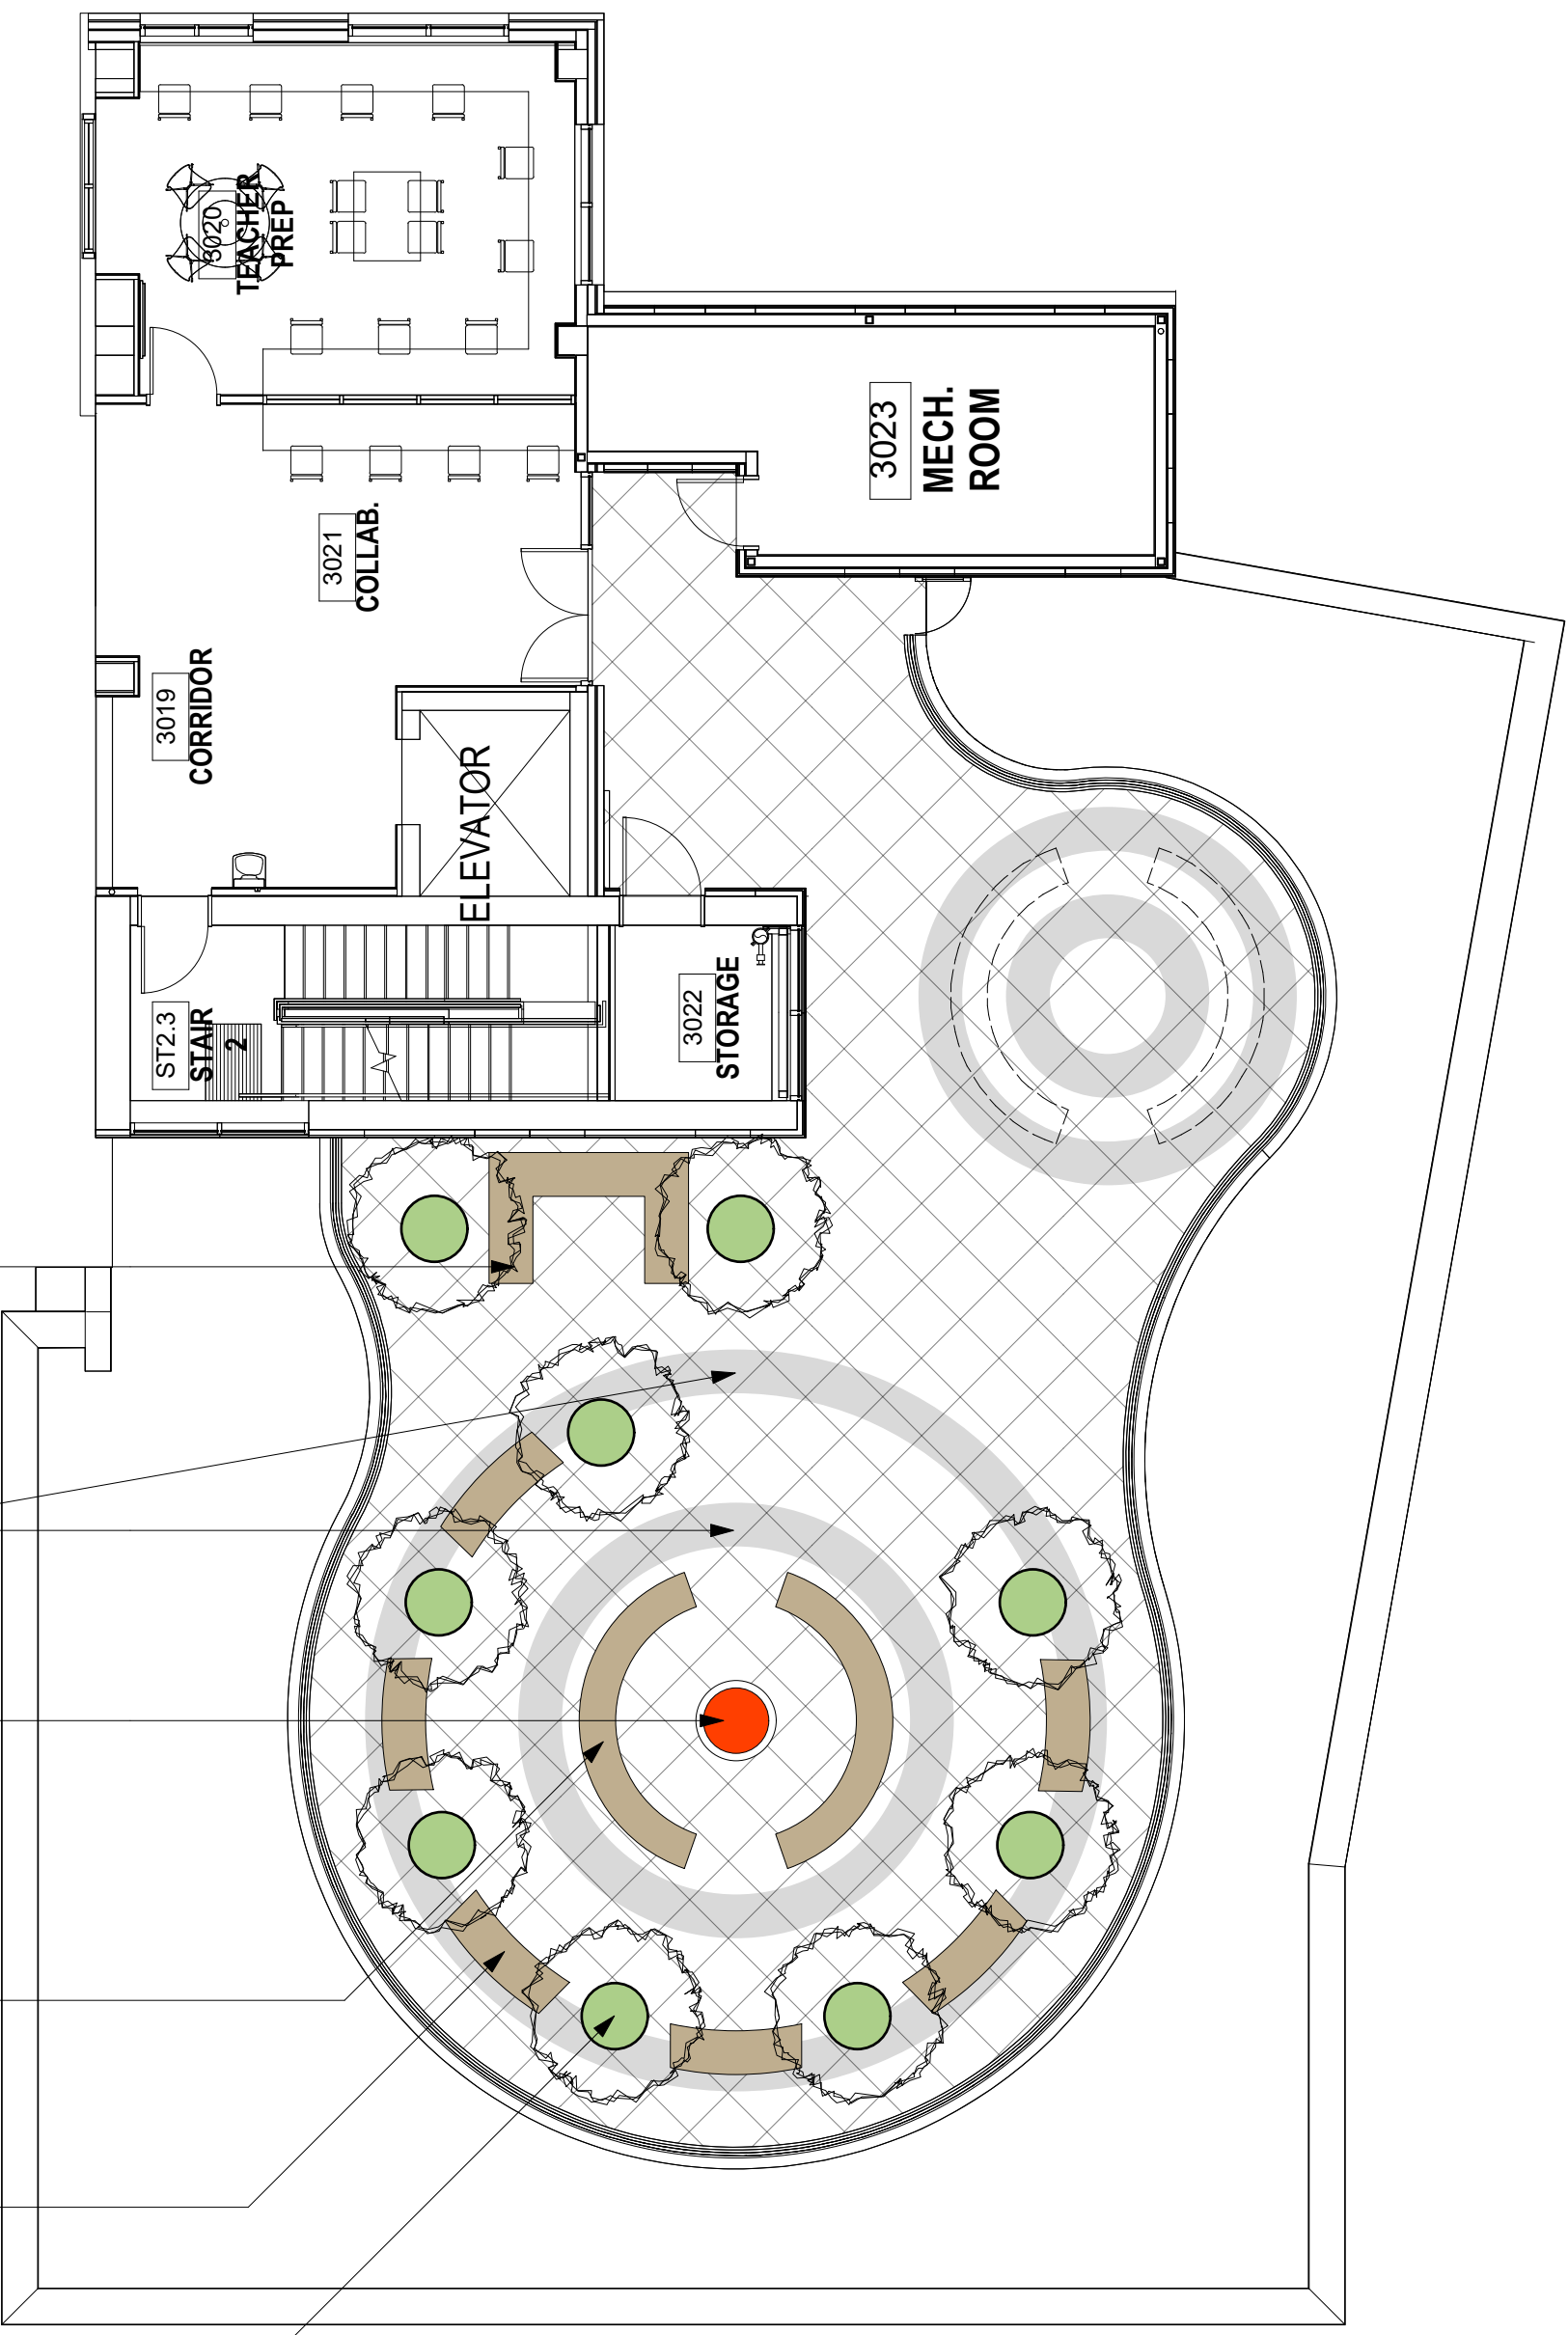 3020
TEACHER
PREP
3023
MECH.
ROOM
3021
COLLAB.
3019
CORRIDOR
ELEVATOR
ST2.3
STAIR
2
3022
STORAGE